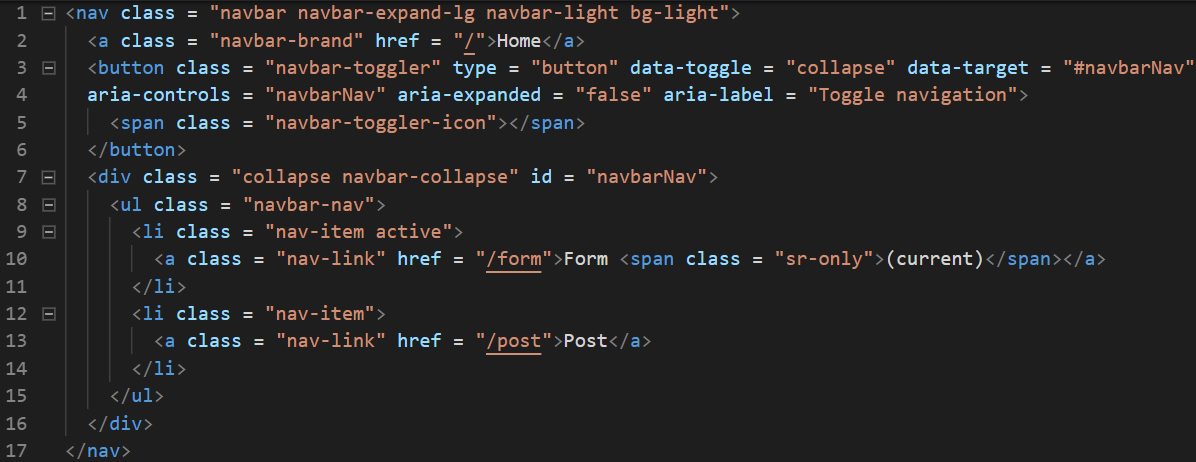 1 <nav class = "navbar navbar-expand-lg navbar-light bg-light">
2 <a class = "navbar-brand" href = "/">Home</a>
3 <button class = "navbar-toggler" type = "button" data-toggle = "collapse" data-target = "#navbarNav"
4 aria-controls = "navbarNav" aria-expanded = "false" aria-label = "Toggle navigation">
5 <span class = "navbar-toggler-icon"></span>
6 </button>
7 <div class = "collapse navbar-collapse" id = "navbarNav">
8 <ul class = "navbar-nav">
9 <li class = "nav-item active">
10 <a class = "nav-link" href = "/form">Form <span class = "sr-only">(current)</span></a>
11 </li>
12 <li class = "nav-item">
13 <a class = "nav-link" href = "/post">Post</a>
14 </li>
15 </ul>
16 </div>
17 </nav>